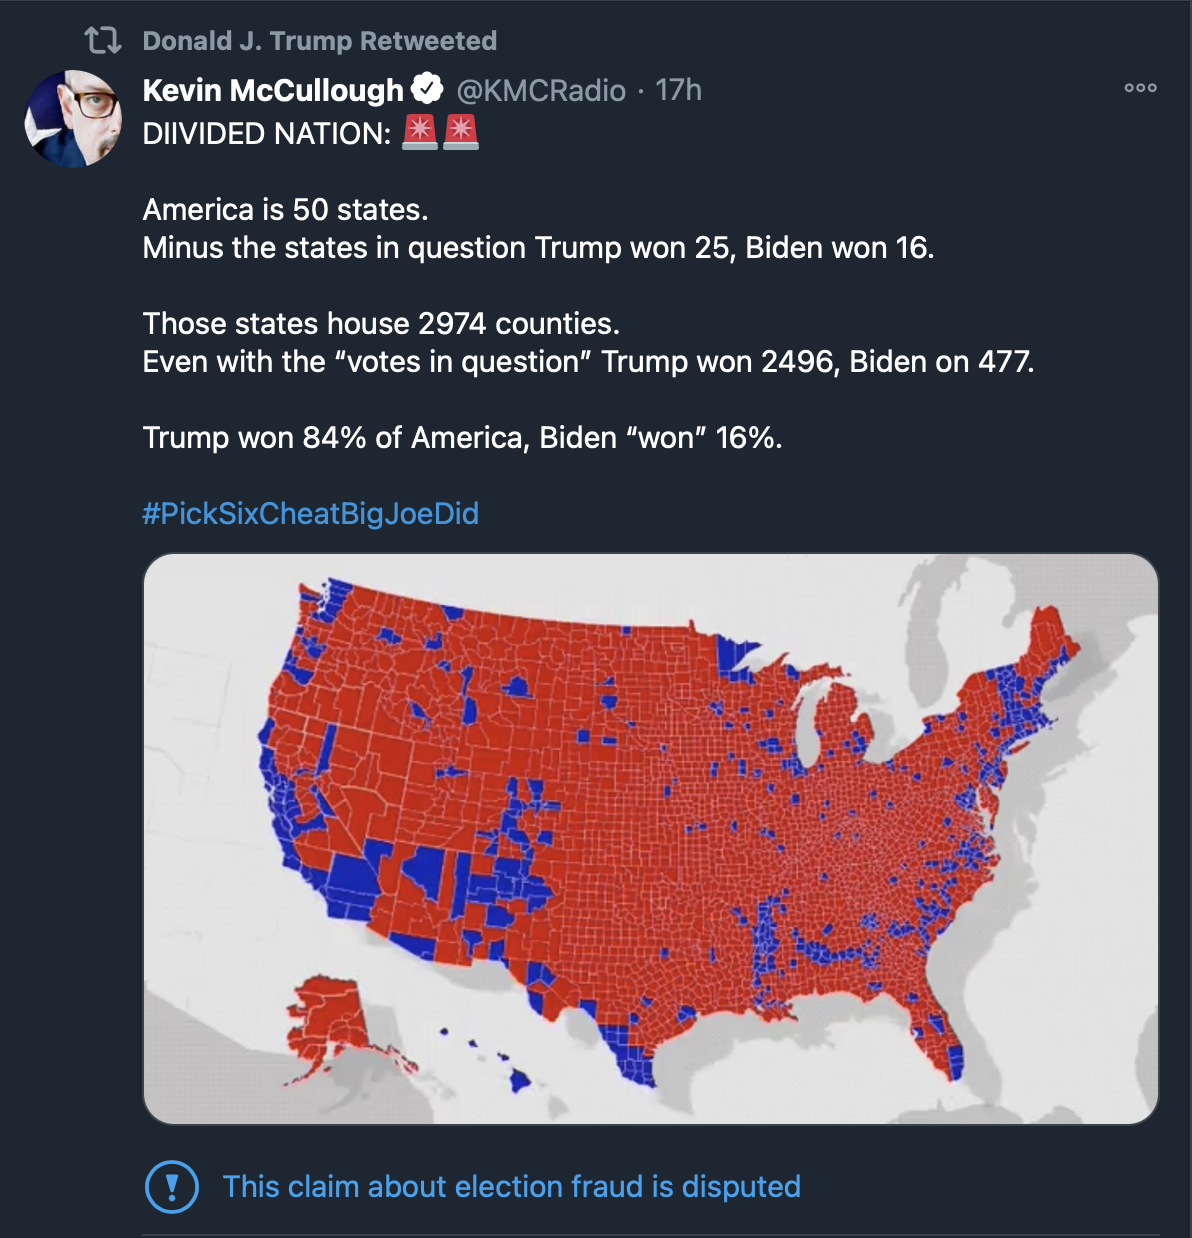 Donald J. Trump Retweeted
Kevin McCullough @KMCRadio · 17h
DIIVIDED NATION: 🚨🚨
America is 50 states.
Minus the states in question Trump won 25, Biden won 16.
Those states house 2974 counties.
Even with the “votes in question” Trump won 2496, Biden on 477.
Trump won 84% of America, Biden “won” 16%.
#PickSixCheatBigJoeDid
This claim about election fraud is disputed